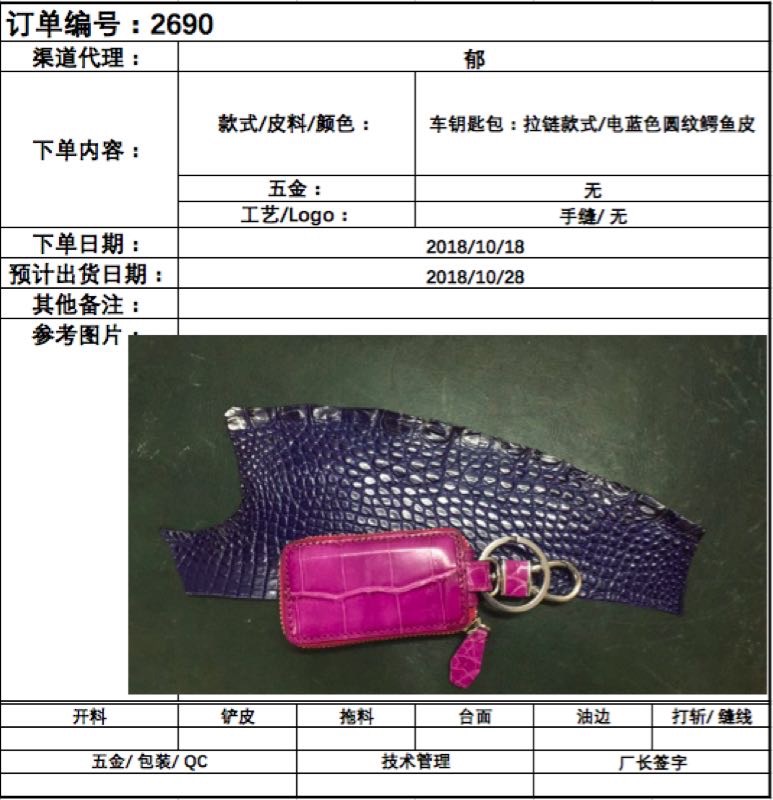 订单编号：2690
渠道代理： 郁
下单内容： 款式/皮料/颜色： 车钥匙包：拉链款式/电蓝色圆纹鳄鱼皮
五金： 无
工艺/Logo： 手缝/ 无
下单日期： 2018/10/18
预计出货日期： 2018/10/28
其他备注：
参考图片：
开料 铲皮 拖料 台面 油边 打斩/ 缝线
五金/ 包装/ QC 技术管理 厂长签字